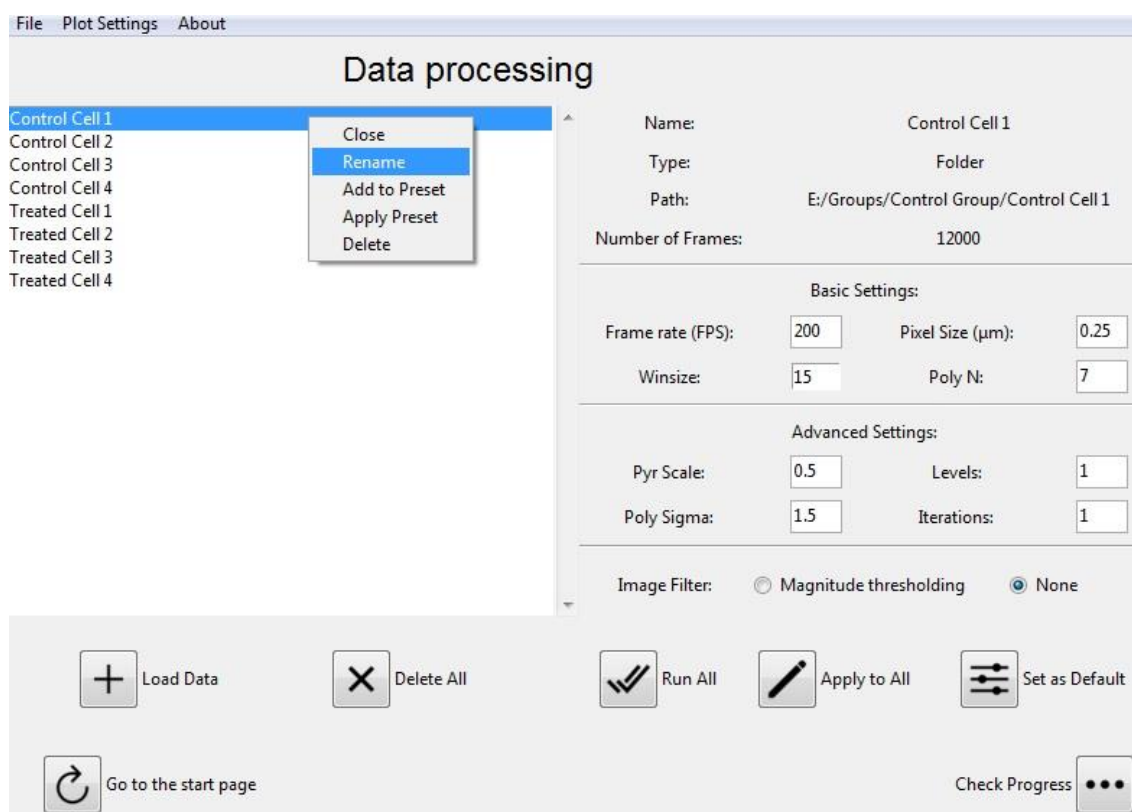 File Plot Settings About
Data processing
Control Cell 1
Control Cell 2
Control Cell 3
Control Cell 4
Treated Cell 1
Treated Cell 2
Treated Cell 3
Treated Cell 4
Close
Rename
Add to Preset
Apply Preset
Delete
Name: Control Cell 1
Type: Folder
Path: E:/Groups/Control Group/Control Cell 1
Number of Frames: 12000
Basic Settings:
Frame rate (FPS): 200 Pixel Size (μm): 0.25
Winsize: 15 Poly N: 7
Advanced Settings:
Pyr Scale: 0.5 Levels: 1
Poly Sigma: 1.5 Iterations: 1
Image Filter: Magnitude thresholding None
Load Data Delete All Run All Apply to All Set as Default
Go to the start page Check Progress